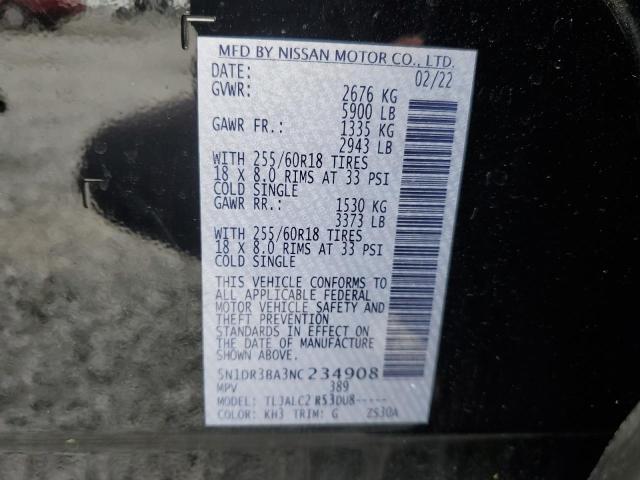 MFD BY NISSAN MOTOR CO., LTD.
DATE: 02/22
GVWR: 2676 KG
5900 LB
GAWR FR.: 1335 KG
2943 LB
WITH 255/60R18 TIRES
18 X 8.0 RIMS AT 33 PSI
COLD SINGLE
GAWR RR.: 1530 KG
3373 LB
WITH 255/60R18 TIRES
18 X 8.0 RIMS AT 33 PSI
COLD SINGLE
THIS VEHICLE CONFORMS TO
ALL APPLICABLE FEDERAL
MOTOR VEHICLE SAFETY AND
THEFT PREVENTION
STANDARDS IN EFFECT ON
THE DATE OF MANUFACTURE
SHOWN ABOVE.
5N1DR3BA3NC234908
MPV 389
MODEL: TLJALC2 R53DU8-----
COLOR: KH3 TRIM: G ZS30A